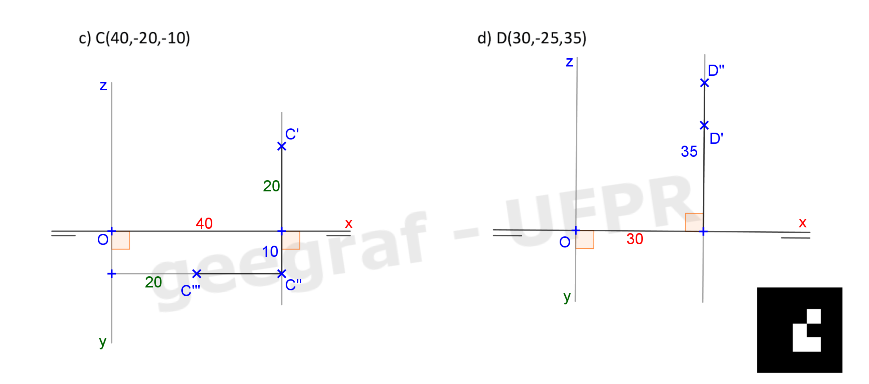 c) C(40,-20,-10)
d) D(30,-25,35)
z
C'
20
40
x
O
10
20
C'''
C''
y
z
D''
D'
35
x
O
30
y
geegraf - UFPR